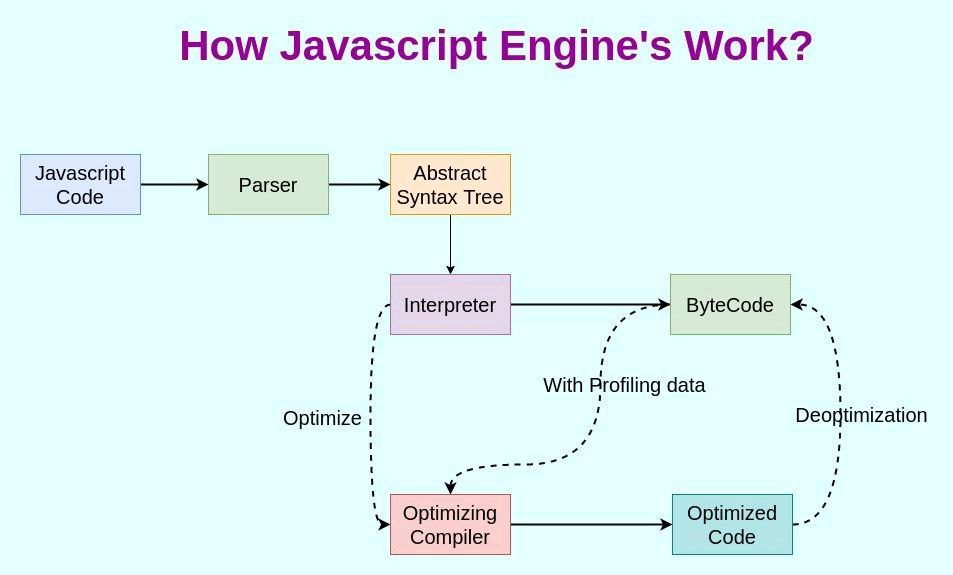 How Javascript Engine's Work?
Javascript
Code
Parser
Abstract
Syntax Tree
Interpreter
ByteCode
With Profiling data
Optimize
Deoptimization
Optimizing
Compiler
Optimized
Code